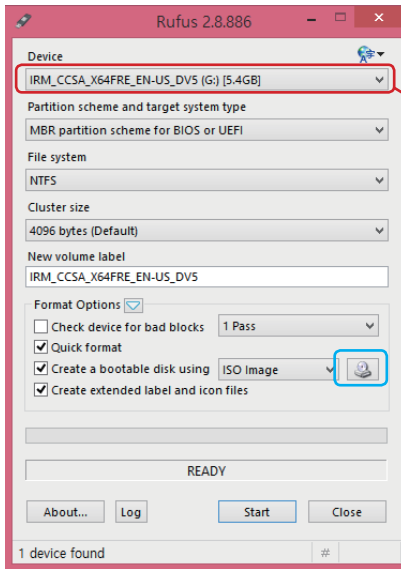 Rufus 2.8.886
Device
IRM_CCSA_X64FRE_EN-US_DV5 (G:) [5.4GB]
Partition scheme and target system type
MBR partition scheme for BIOS or UEFI
File system
NTFS
Cluster size
4096 bytes (Default)
New volume label
IRM_CCSA_X64FRE_EN-US_DV5
Format Options
Check device for bad blocks 1 Pass
Quick format
Create a bootable disk using ISO Image
Create extended label and icon files
READY
About... Log Start Close
1 device found #